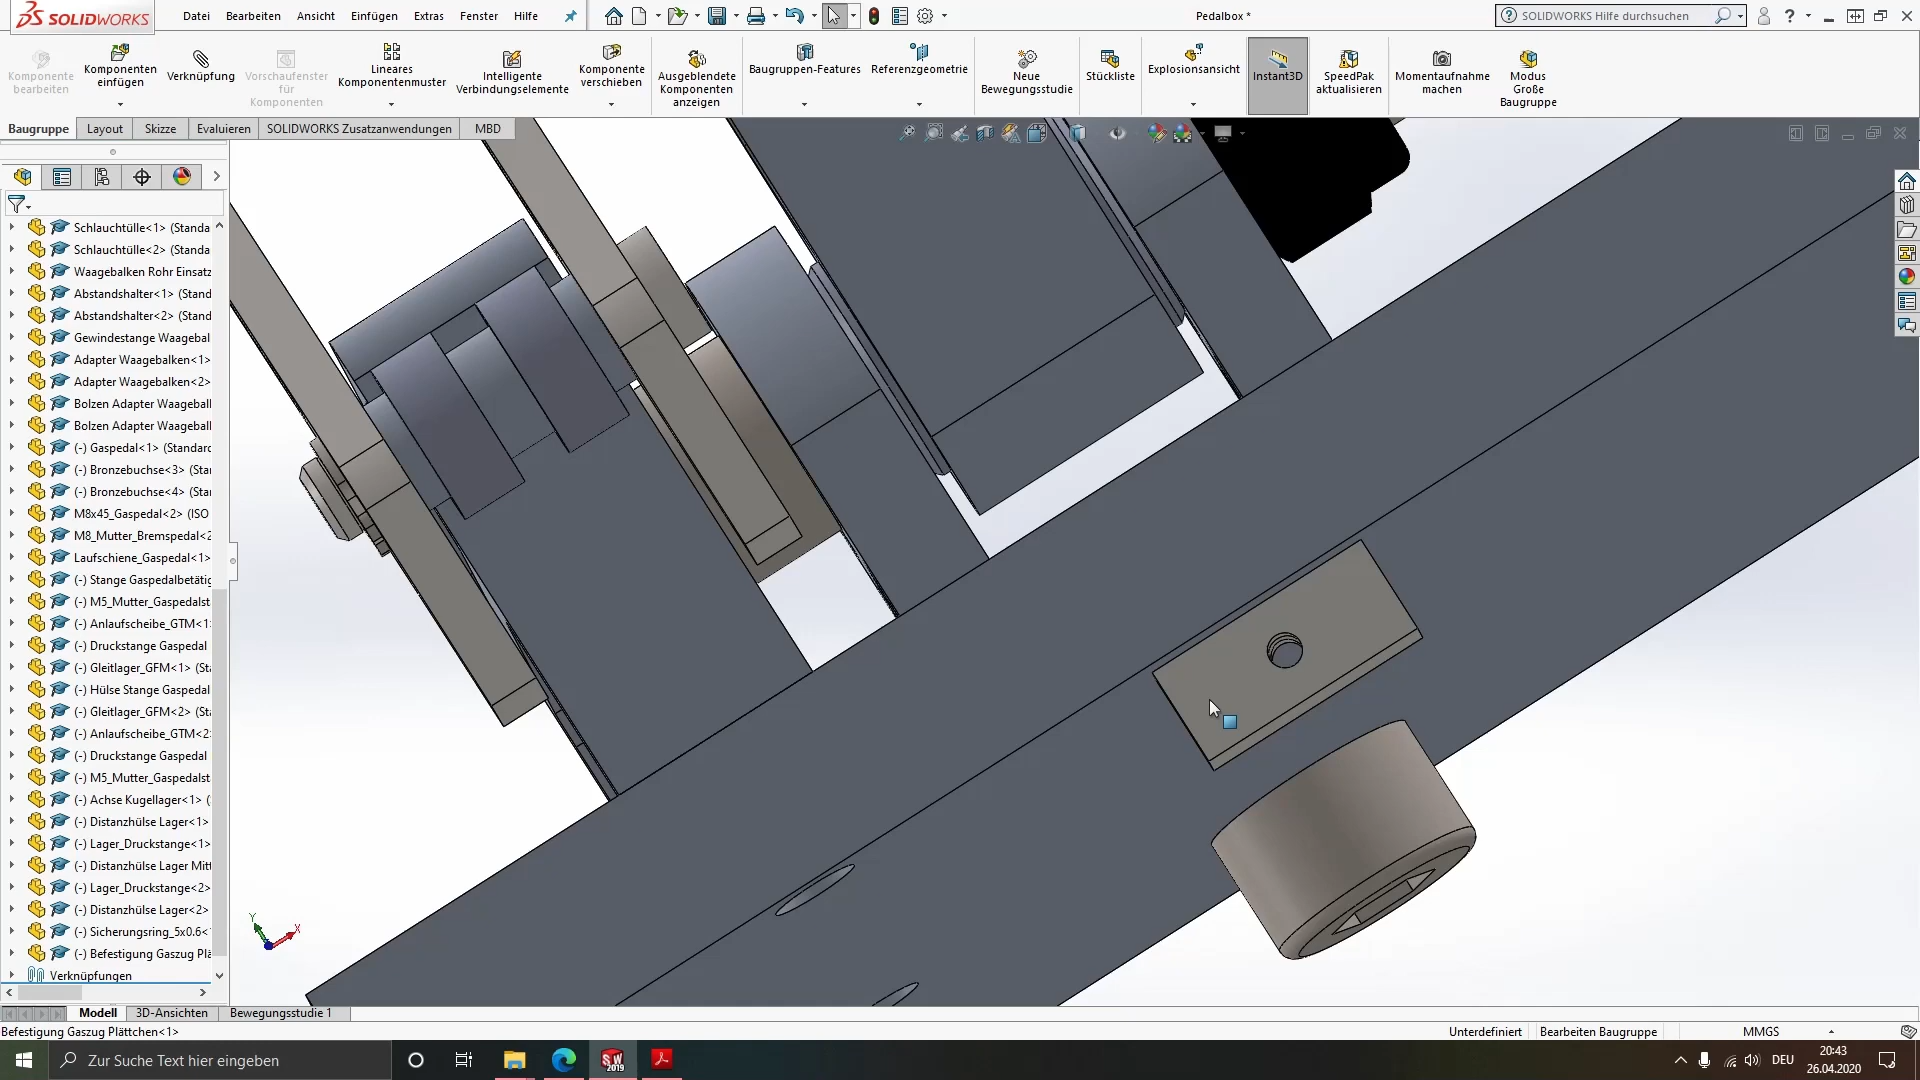 SOLIDWORKS Datei Bearbeiten Ansicht Einfügen Extras Fenster Hilfe Pedalbox * SOLIDWORKS Hilfe durchsuchen
Komponente bearbeiten
Komponenten einfügen
Verknüpfung
Vorschaufenster für Komponenten
Lineares Komponentenmuster
Intelligente Verbindungselemente
Komponente verschieben
Ausgeblendete Komponenten anzeigen
Baugruppen-Features
Referenzgeometrie
Neue Bewegungsstudie
Stückliste
Explosionsansicht
Instant3D
SpeedPak aktualisieren
Momentaufnahme machen
Modus Große Baugruppe
Baugruppe Layout Skizze Evaluieren SOLIDWORKS Zusatzanwendungen MBD
Schlauchtülle<1> (Standa
Schlauchtülle<2> (Standa
Waagebalken Rohr Einsatz
Abstandshalter<1> (Stand
Abstandshalter<2> (Stand
Gewindestange Waagebal
Adapter Waagebalken<1>
Adapter Waagebalken<2>
Bolzen Adapter Waageball
Bolzen Adapter Waageball
(-) Gaspedal<1> (Standard
(-) Bronzebuchse<3> (Star
(-) Bronzebuchse<4> (Star
M8x45_Gaspedal<2> (ISO
M8_Mutter_Bremspedal<2
Laufschiene_Gaspedal<1>
(-) Stange Gaspedalbetätig
(-) M5_Mutter_Gaspedalst
(-) Anlaufscheibe_GTM<1
(-) Druckstange Gaspedal
(-) Gleitlager_GFM<1> (Sta
(-) Hülse Stange Gaspedal
(-) Gleitlager_GFM<2> (Sta
(-) Anlaufscheibe_GTM<2
(-) Druckstange Gaspedal
(-) M5_Mutter_Gaspedalst
(-) Achse Kugellager<1> (
(-) Distanzhülse Lager<1>
(-) Lager_Druckstange<1>
(-) Distanzhülse Lager Mitt
(-) Lager_Druckstange<2>
(-) Distanzhülse Lager<2>
(-) Sicherungsring_5x0.6<
(-) Befestigung Gaszug Plä
Verknüpfungen
Y X
Modell 3D-Ansichten Bewegungsstudie 1
Befestigung Gaszug Plättchen<1> Unterdefiniert Bearbeiten Baugruppe MMGS
Zur Suche Text hier eingeben SW 2019 DEU 20:43
26.04.2020